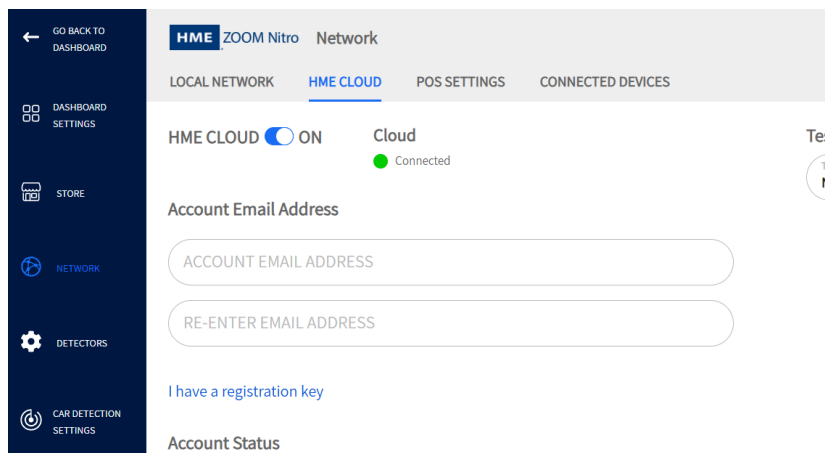 GO BACK TO
DASHBOARD
DASHBOARD
SETTINGS
STORE
NETWORK
DETECTORS
CAR DETECTION
SETTINGS
HME ZOOM Nitro Network
LOCAL NETWORK HME CLOUD POS SETTINGS CONNECTED DEVICES
HME CLOUD ON
Cloud
Connected
Account Email Address
ACCOUNT EMAIL ADDRESS
RE-ENTER EMAIL ADDRESS
I have a registration key
Account Status